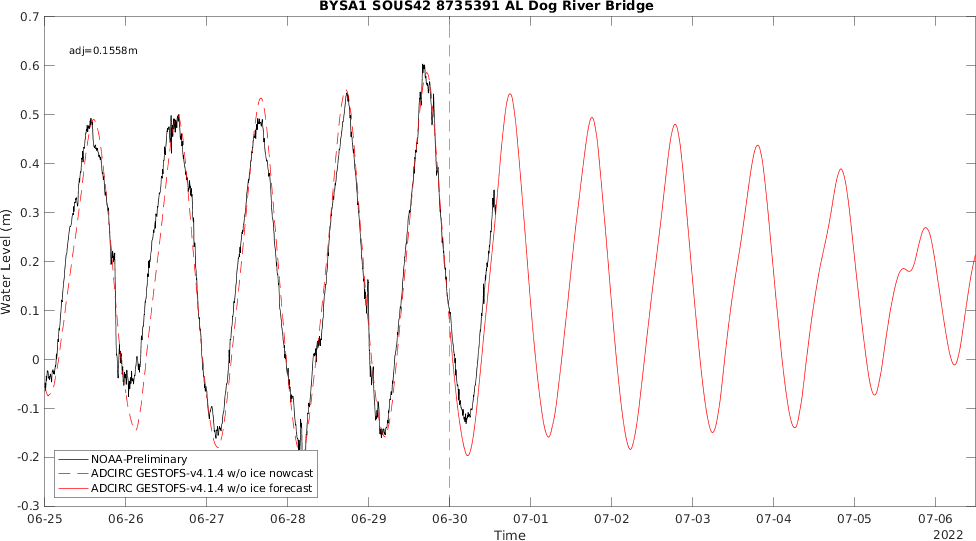 BYSA1 SOUS42 8735391 AL Dog River Bridge
adj=0.1558m
0.7
0.6
0.5
0.4
0.3
0.2
0.1
0
-0.1
-0.2
-0.3
Water Level (m)
NOAA-Preliminary
ADCIRC GESTOFS-v4.1.4 w/o ice nowcast
ADCIRC GESTOFS-v4.1.4 w/o ice forecast
06-25 06-26 06-27 06-28 06-29 06-30 07-01 07-02 07-03 07-04 07-05 07-06
Time
2022